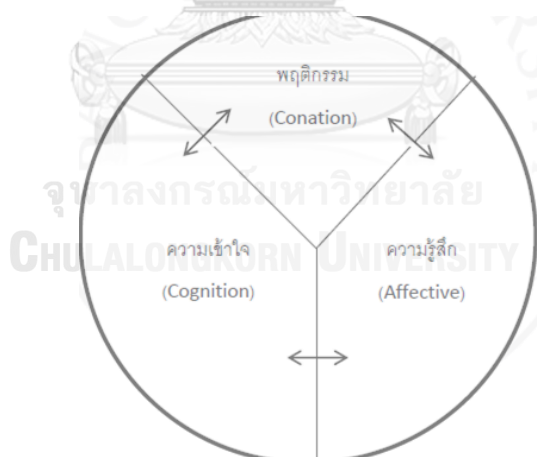 พฤติกรรม
(Conation)
จุฬาลงกรณ์มหาวิทยาลัย
CHULALONGKORN UNIVERSITY
ความเข้าใจ
(Cognition)
ความรู้สึก
(Affective)